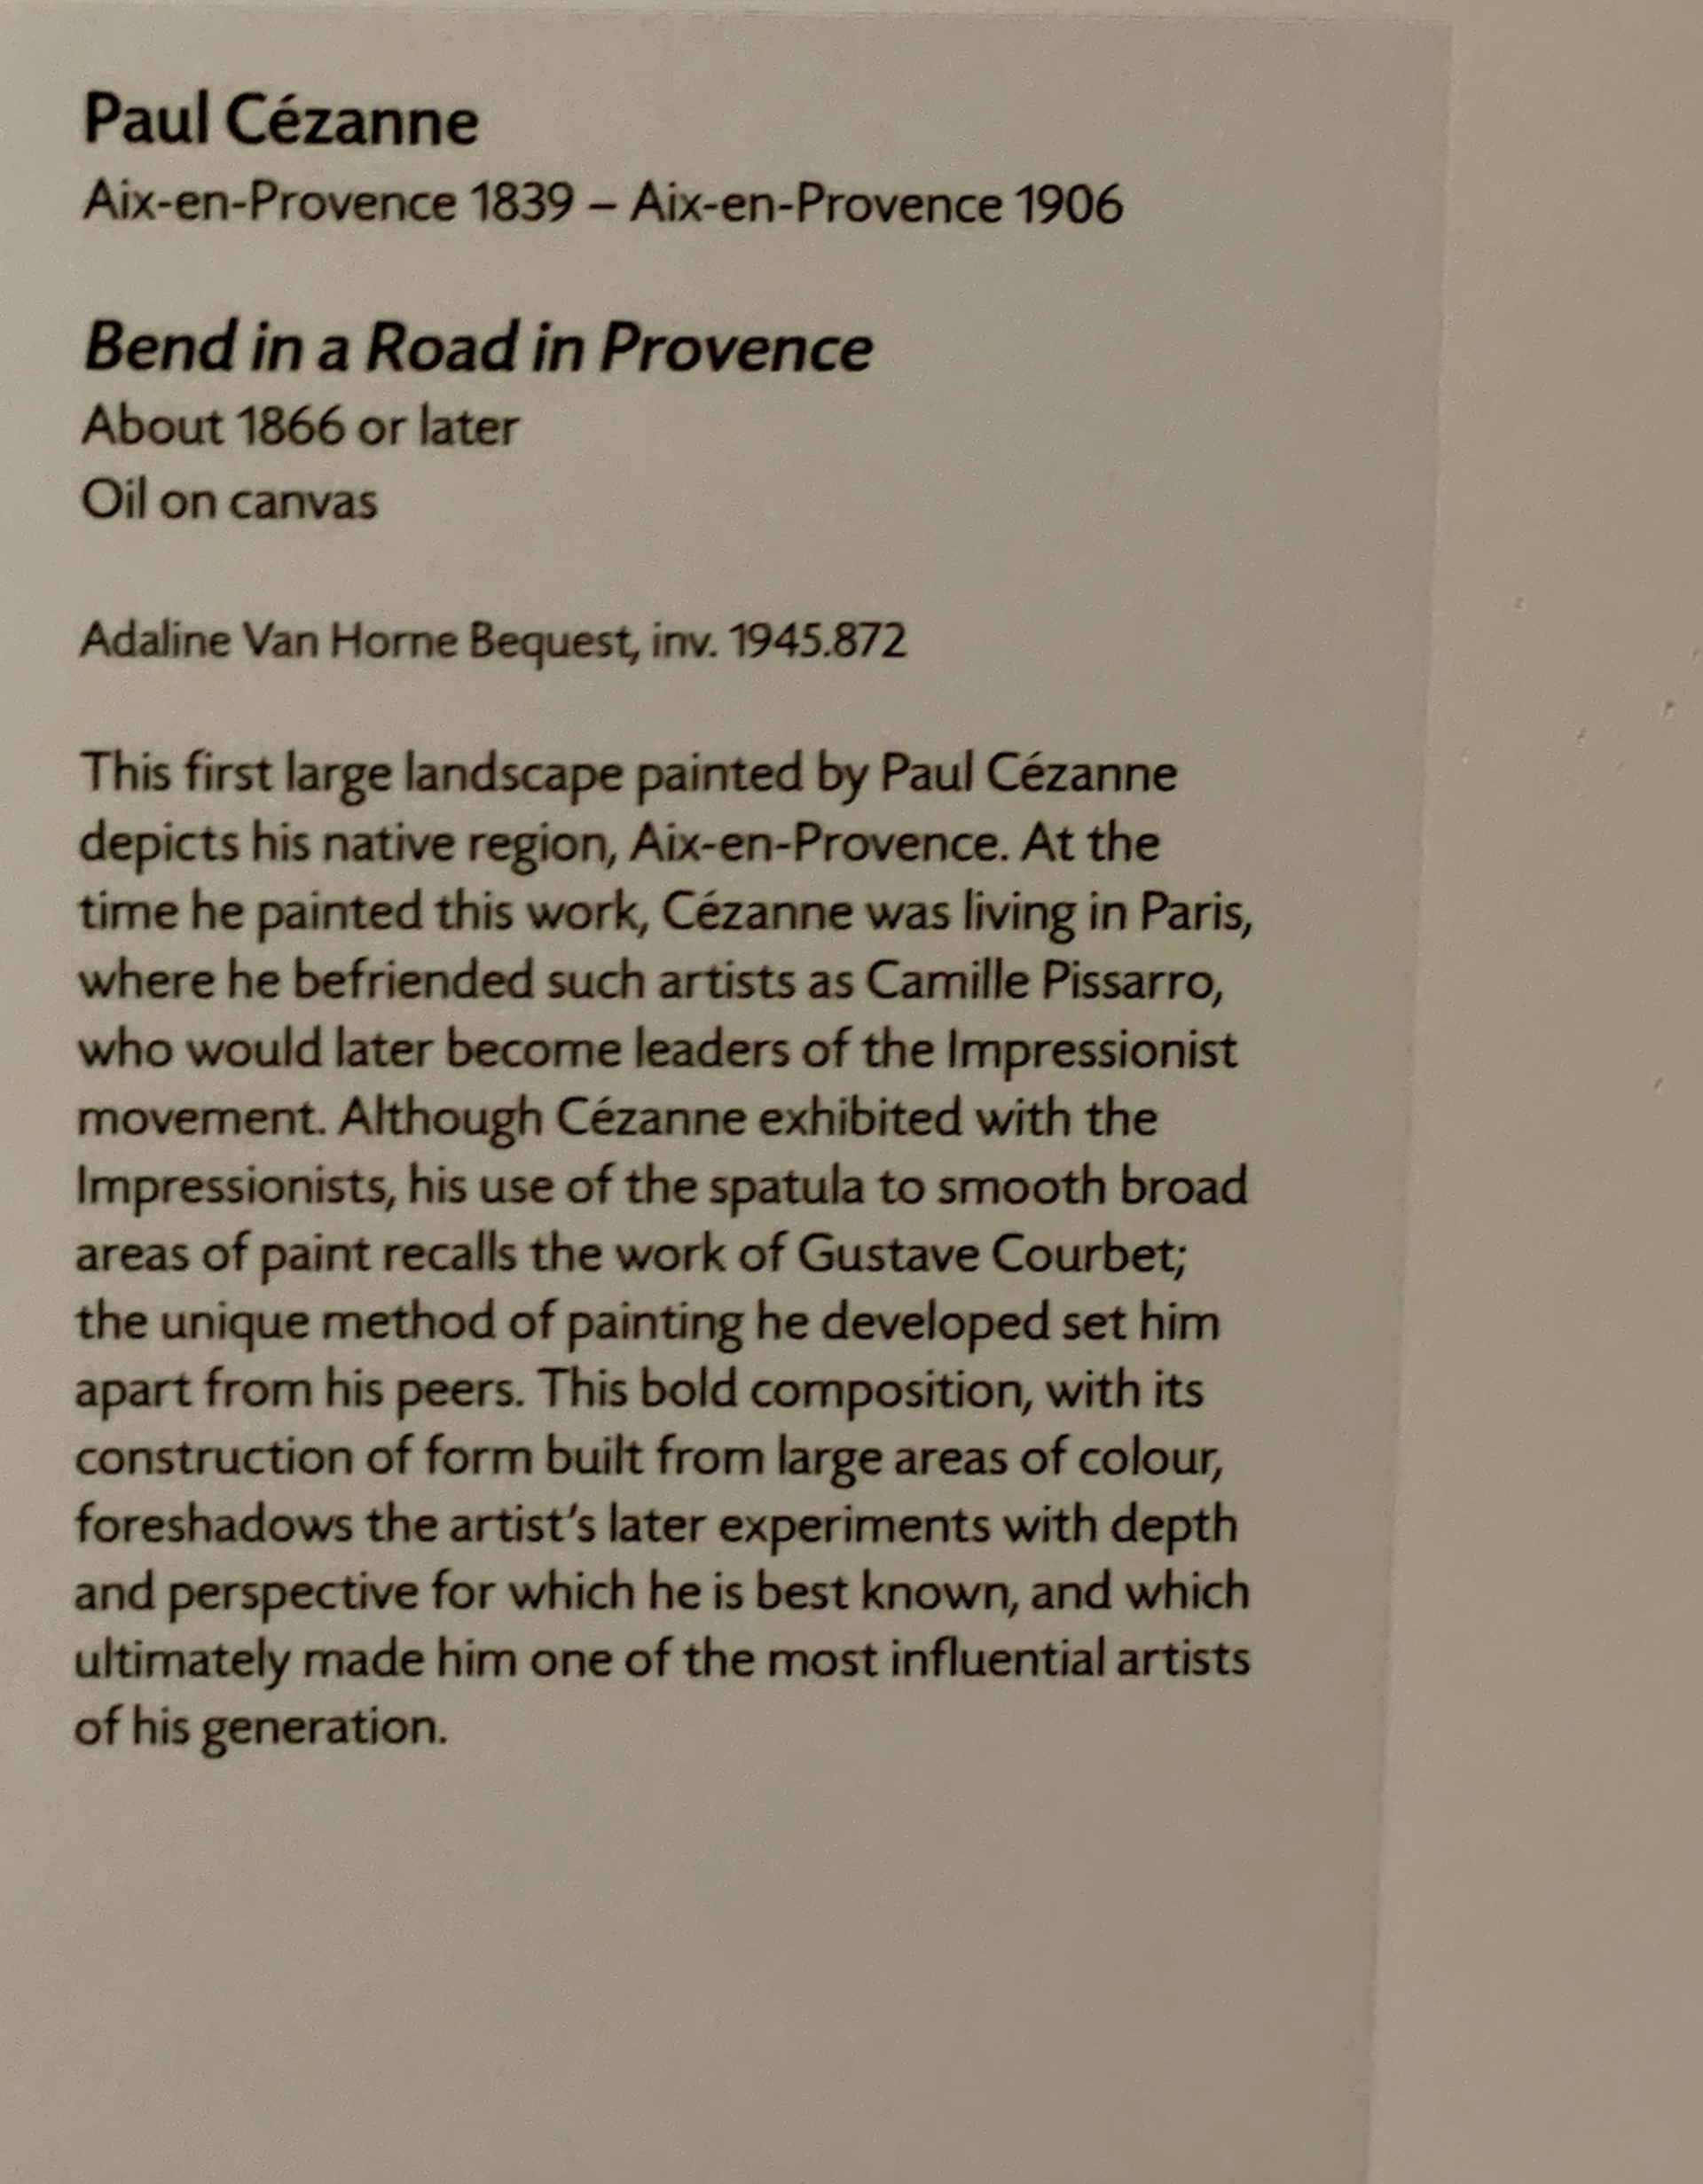 Paul Cézanne
Aix-en-Provence 1839 – Aix-en-Provence 1906
Bend in a Road in Provence
About 1866 or later
Oil on canvas
Adaline Van Horne Bequest, inv. 1945.872
This first large landscape painted by Paul Cézanne
depicts his native region, Aix-en-Provence. At the
time he painted this work, Cézanne was living in Paris,
where he befriended such artists as Camille Pissarro,
who would later become leaders of the Impressionist
movement. Although Cézanne exhibited with the
Impressionists, his use of the spatula to smooth broad
areas of paint recalls the work of Gustave Courbet;
the unique method of painting he developed set him
apart from his peers. This bold composition, with its
construction of form built from large areas of colour,
foreshadows the artist’s later experiments with depth
and perspective for which he is best known, and which
ultimately made him one of the most influential artists
of his generation.